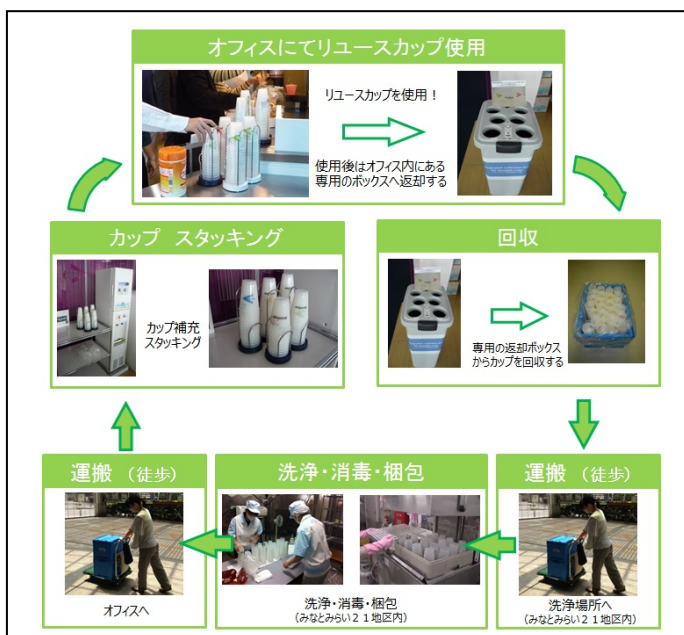 オフィスにてリユースカップ使用
リユースカップを使用！
使用後はオフィス内にある
専用のボックスへ返却する
カップ　スタッキング
カップ補充
スタッキング
回収
専用の返却ボックス
からカップを回収する
運搬　（徒歩）
オフィスへ
洗浄・消毒・梱包
洗浄・消毒・梱包
（みなとみらい２１地区内）
運搬　（徒歩）
洗浄場所へ
（みなとみらい２１地区内）